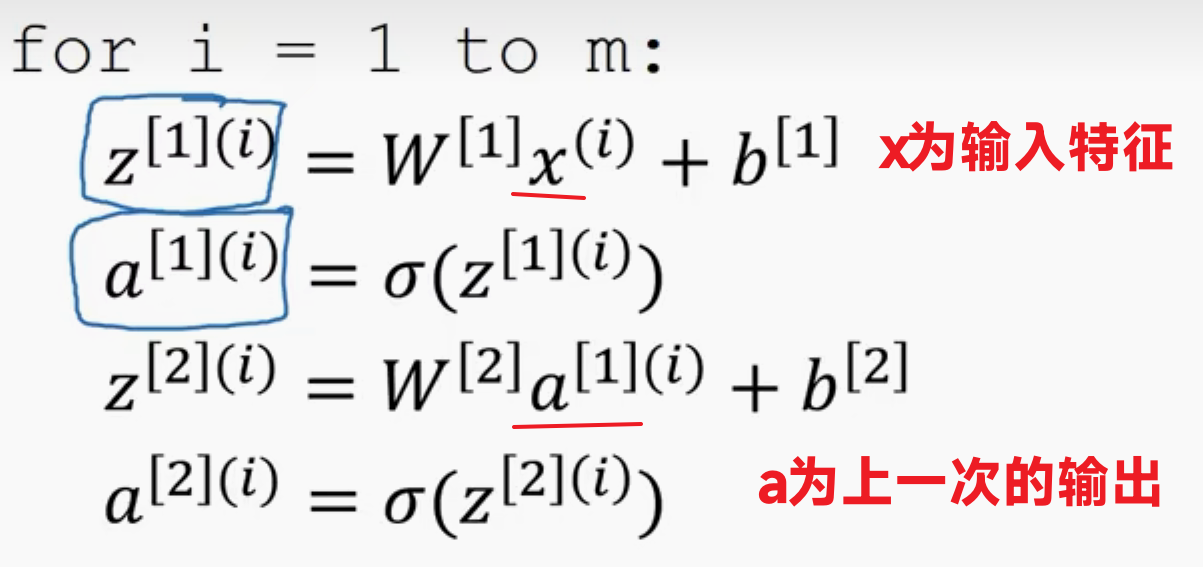 for i = 1 to m:
z^{[1](i)} = W^{[1]}x^{(i)} + b^{[1]} x为输入特征
a^{[1](i)} = σ(z^{[1](i)})
z^{[2](i)} = W^{[2]}a^{[1](i)} + b^{[2]}
a^{[2](i)} = σ(z^{[2](i)}) a为上一次的输出